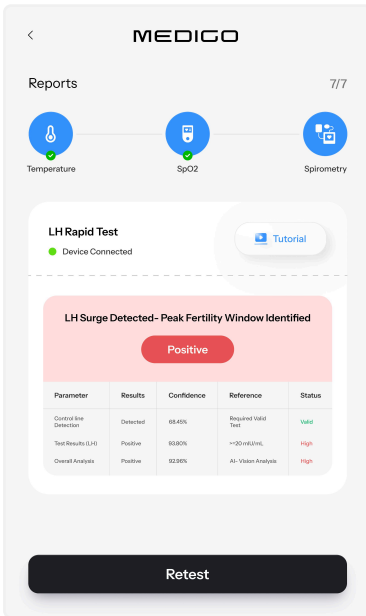 MEDIGO
Reports 7/7
Temperature SpO2 Spirometry
LH Rapid Test
Device Connected
Tutorial
LH Surge Detected- Peak Fertility Window Identified
Positive
Parameter Results Confidence Reference Status
Control line Detection Detected 68.45% Required Valid Test Valid
Test Results (LH) Positive 93.80% >=20 mIU/mL High
Overall Analysis Positive 92.96% AI- Vision Analysis High
Retest